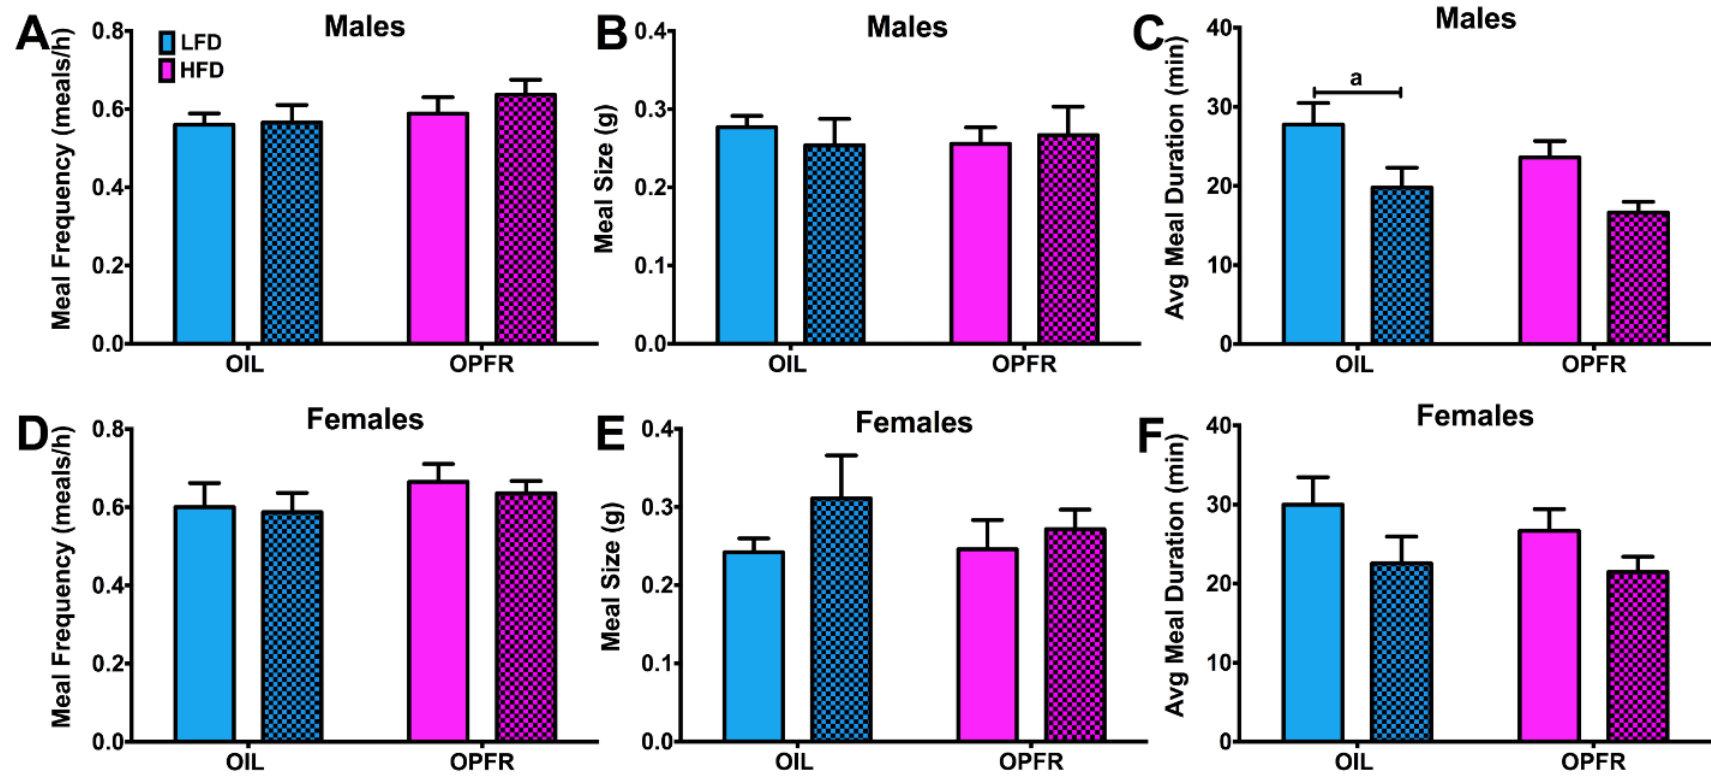 A
Males
Meal Frequency (meals/h)
0.8
0.6
0.4
0.2
0.0
LFD
HFD
OIL
OPFR
B
Males
Meal Size (g)
0.4
0.3
0.2
0.1
0.0
OIL
OPFR
C
Males
Avg Meal Duration (min)
40
30
20
10
0
a
OIL
OPFR
D
Females
Meal Frequency (meals/h)
0.8
0.6
0.4
0.2
0.0
OIL
OPFR
E
Females
Meal Size (g)
0.4
0.3
0.2
0.1
0.0
OIL
OPFR
F
Females
Avg Meal Duration (min)
40
30
20
10
0
OIL
OPFR